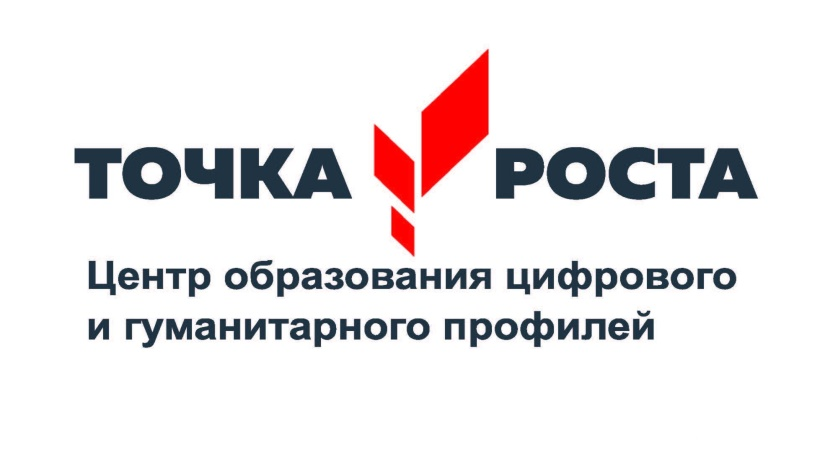 ТОЧКА РОСТА
Центр образования цифрового
и гуманитарного профилей